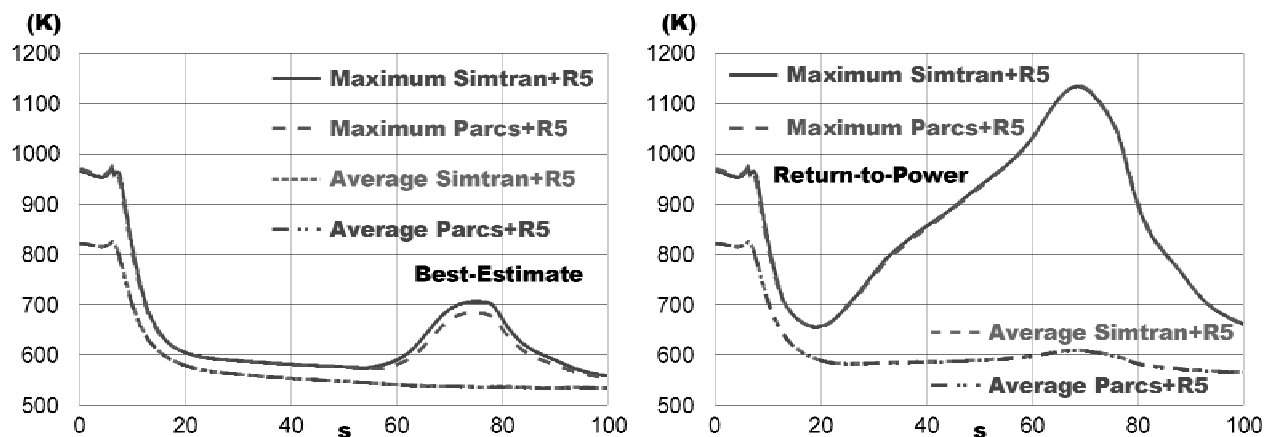 (K)
1200
1100
1000
900
800
700
600
500
0
20
40
60
80
100
s
Maximum Simtran+R5
Maximum Parcs+R5
Average Simtran+R5
Average Parcs+R5
Best-Estimate
(K)
1200
1100
1000
900
800
700
600
500
0
20
40
60
80
100
s
Maximum Simtran+R5
Maximum Parcs+R5
Return-to-Power
Average Simtran+R5
Average Parcs+R5